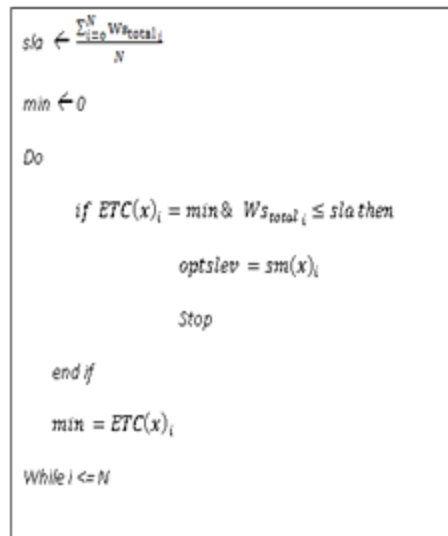 sla ← Σ_{i=0}^{N} Ws_{total_i} / N
min ← 0
Do
if ETC(x)_i = min & Ws_{total_i} ≤ sla then
optslev = sm(x)_i
Stop
end if
min = ETC(x)_i
While i <= N